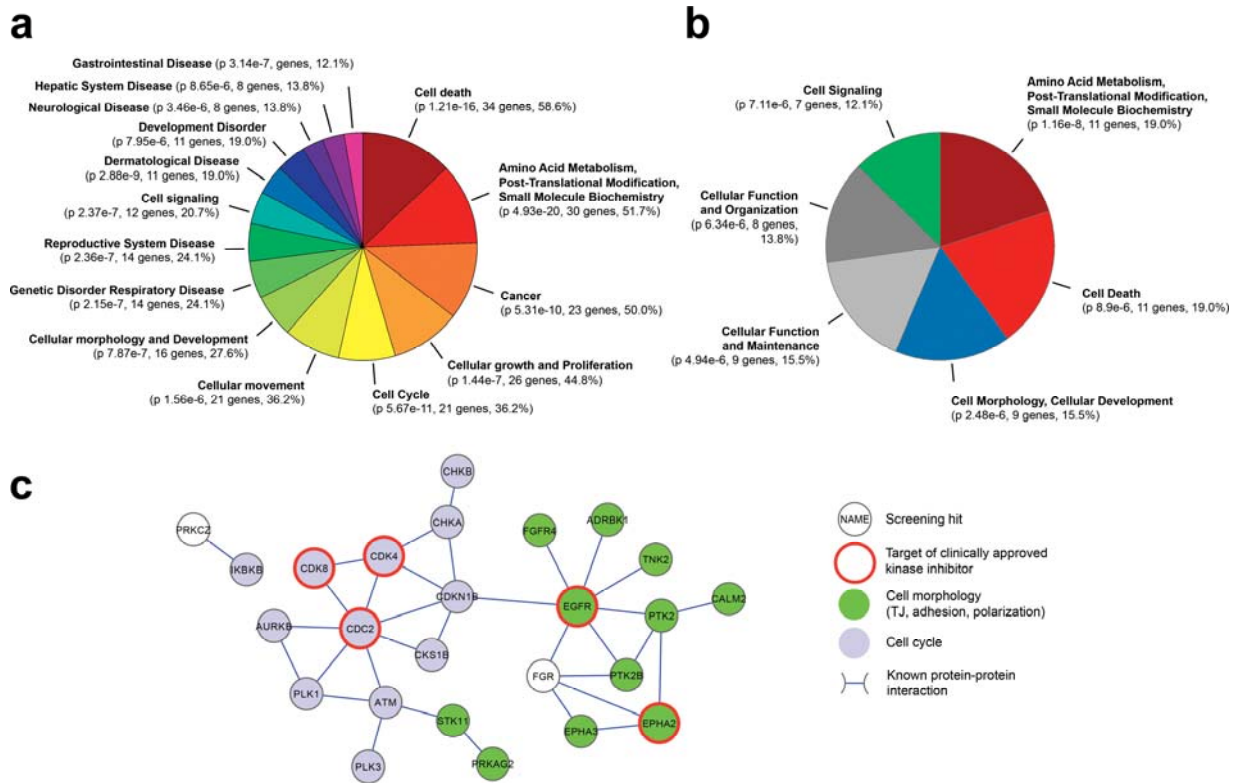 a
Gastrointestinal Disease (p 3.14e-7, genes, 12.1%)
Hepatic System Disease (p 8.65e-6, 8 genes, 13.8%)
Neurological Disease (p 3.46e-6, 8 genes, 13.8%)
Development Disorder
(p 7.95e-6, 11 genes, 19.0%)
Dermatological Disease
(p 2.88e-9, 11 genes, 19.0%)
Cell signaling
(p 2.37e-7, 12 genes, 20.7%)
Reproductive System Disease
(p 2.36e-7, 14 genes, 24.1%)
Genetic Disorder Respiratory Disease
(p 2.15e-7, 14 genes, 24.1%)
Cellular morphology and Development
(p 7.87e-7, 16 genes, 27.6%)
Cellular movement
(p 1.56e-6, 21 genes, 36.2%)
Cell Cycle
(p 5.67e-11, 21 genes, 36.2%)
Cellular growth and Proliferation
(p 1.44e-7, 26 genes, 44.8%)
Cancer
(p 5.31e-10, 23 genes, 50.0%)
Amino Acid Metabolism,
Post-Translational Modification,
Small Molecule Biochemistry
(p 4.93e-20, 30 genes, 51.7%)
Cell death
(p 1.21e-16, 34 genes, 58.6%)
b
Cell Signaling
(p 7.11e-6, 7 genes, 12.1%)
Amino Acid Metabolism,
Post-Translational Modification,
Small Molecule Biochemistry
(p 1.16e-8, 11 genes, 19.0%)
Cellular Function
and Organization
(p 6.34e-6, 8 genes,
13.8%)
Cell Death
(p 8.9e-6, 11 genes, 19.0%)
Cellular Function
and Maintenance
(p 4.94e-6, 9 genes, 15.5%)
Cell Morphology, Cellular Development
(p 2.48e-6, 9 genes, 15.5%)
c
CHKB
PRKCZ
CHKA
IKBKB
CDK8
CDK4
CDKN1B
AURKB
CDC2
CKS1B
PLK1
ATM
STK11
PLK3
PRKAG2
FGFR4
ADRBK1
TNK2
EGFR
PTK2
CALM2
FGR
PTK2B
EPHA3
EPHA2
NAME
Screening hit
Target of clinically approved
kinase inhibitor
Cell morphology
(TJ, adhesion, polarization)
Cell cycle
Known protein-protein
interaction